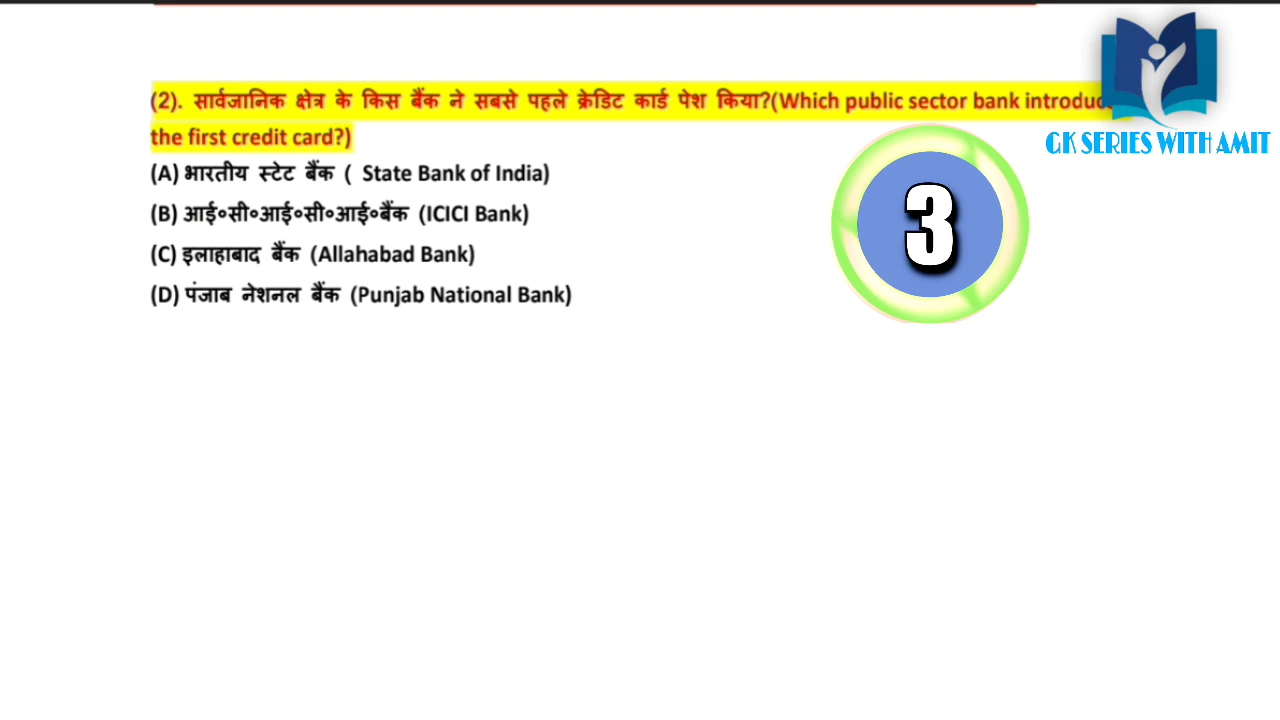 (2). सार्वजानिक क्षेत्र के किस बैंक ने सबसे पहले क्रेडिट कार्ड पेश किया?(Which public sector bank
the first credit card?)
(A) भारतीय स्टेट बैंक ( State Bank of India)
(B) आई॰सी॰आई॰सी॰आई॰बैंक (ICICI Bank)
(C) इलाहाबाद बैंक (Allahabad Bank)
(D) पंजाब नेशनल बैंक (Punjab National Bank)
3
GK SERIES WITH AMIT